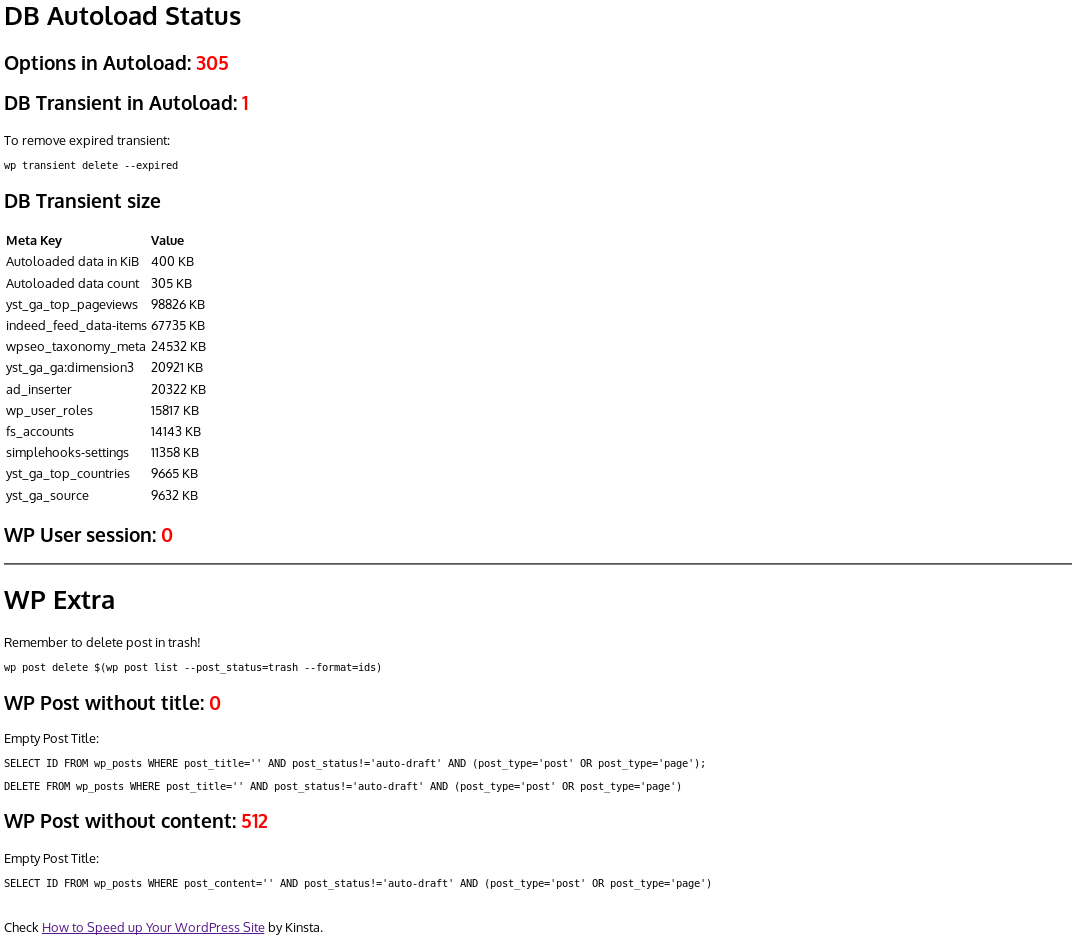 DB Autoload Status
Options in Autoload: 305
DB Transient in Autoload: 1
To remove expired transient:
wp transient delete --expired
DB Transient size
Meta Key Value
Autoloaded data in KiB 400 KB
Autoloaded data count 305 KB
yst_ga_top_pageviews 98826 KB
indeed_feed_data-items 67735 KB
wpseo_taxonomy_meta 24532 KB
yst_ga_ga:dimension3 20921 KB
ad_inserter 20322 KB
wp_user_roles 15817 KB
fs_accounts 14143 KB
simplehooks-settings 11358 KB
yst_ga_top_countries 9665 KB
yst_ga_source 9632 KB
WP User session: 0
WP Extra
Remember to delete post in trash!
wp post delete $(wp post list --post_status=trash --format=ids)
WP Post without title: 0
Empty Post Title:
SELECT ID FROM wp_posts WHERE post_title='' AND post_status!='auto-draft' AND (post_type='post' OR post_type='page');
DELETE FROM wp_posts WHERE post_title='' AND post_status!='auto-draft' AND (post_type='post' OR post_type='page')
WP Post without content: 512
Empty Post Title:
SELECT ID FROM wp_posts WHERE post_content='' AND post_status!='auto-draft' AND (post_type='post' OR post_type='page')
Check How to Speed up Your WordPress Site by Kinsta.